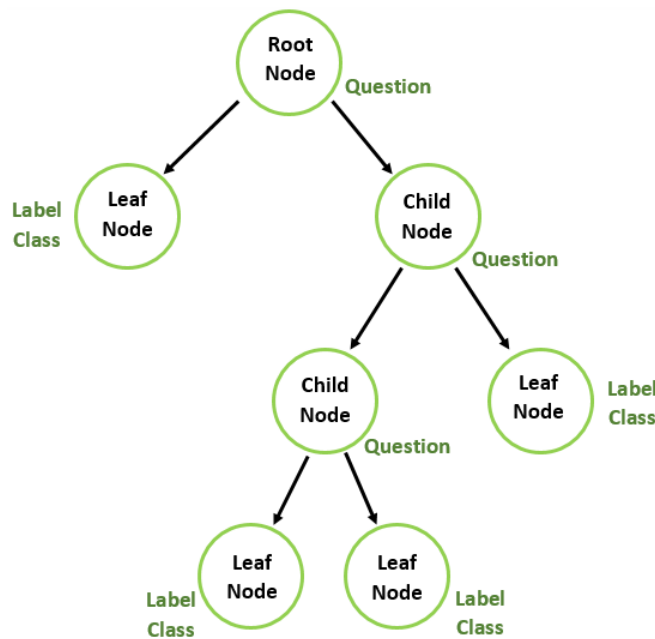 Root
Node
Question
Leaf
Node
Label
Class
Child
Node
Question
Child
Node
Question
Leaf
Node
Label
Class
Leaf
Node
Label
Class
Leaf
Node
Label
Class